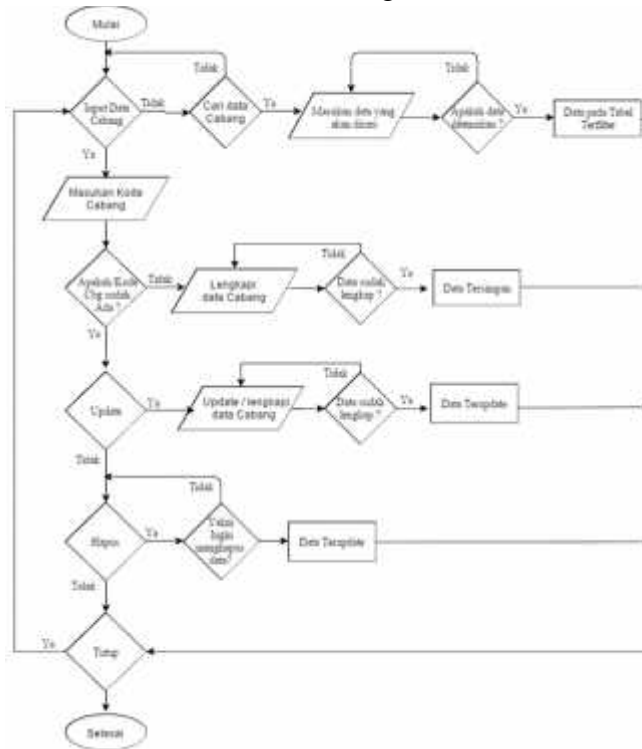 Mulai
Tidak
Tidak
Input Data
Cabang
Tidak
Cari data
Cabang
Ya
Masukan data yang
akan dicari
Apakah data
ditemukan ?
Ya
Data pada Tabel
Terfilter
Ya
Masukan Kode
Cabang
Tidak
Apakah Kode
Cbg sudah
Ada ?
Tidak
Lengkapi
data Cabang
Data sudah
lengkap ?
Ya
Data Tersimpan
Ya
Tidak
Update
Ya
Update / lengkapi
data Cabang
Data sudah
lengkap ?
Ya
Data Terupdate
Tidak
Tidak
Hapus
Ya
Yakin
Ingin
menghapus
data?
Data Terupdate
Tidak
Ya
Tutup
Selesai